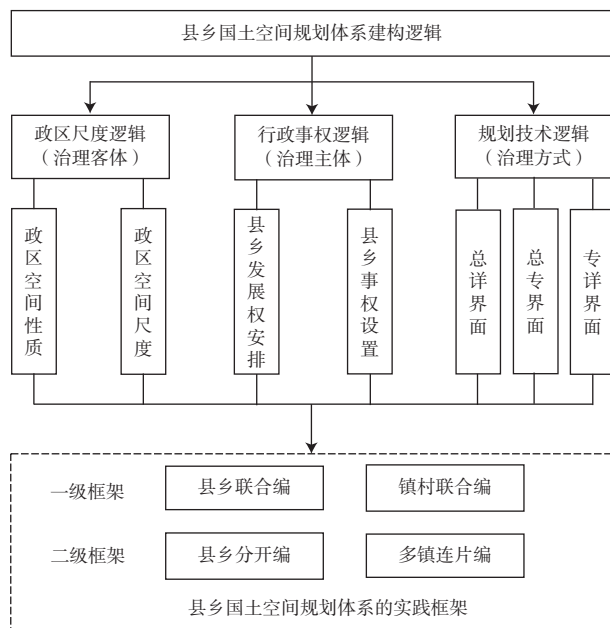 县乡国土空间规划体系建构逻辑
政区尺度逻辑
（治理客体）
行政事权逻辑
（治理主体）
规划技术逻辑
（治理方式）
政区空间性质
政区空间尺度
县乡发展权安排
县乡事权设置
总详界面
总专界面
专详界面
一级框架
县乡联合编
镇村联合编
二级框架
县乡分开编
多镇连片编
县乡国土空间规划体系的实践框架